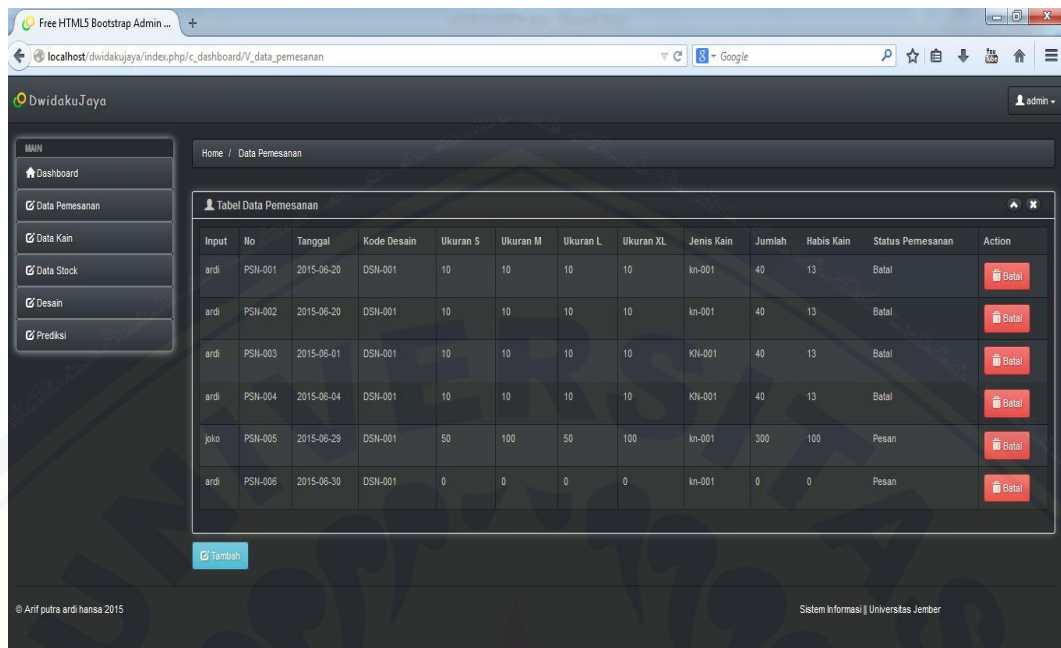 Free HTML5 Bootstrap Admin ...
localhost/dwidakujaya/index.php/c_dashboard/V_data_pemesanan
Google
You Tube
DwidakuJaya
admin
MAIN
Dashboard
Data Pemesanan
Data Kain
Data Stock
Desain
Prediksi
Home / Data Pemesanan
Tabel Data Pemesanan
Input No Tanggal Kode Desain Ukuran S Ukuran M Ukuran L Ukuran XL Jenis Kain Jumlah Habis Kain Status Pemesanan Action
ardi PSN-001 2015-06-20 DSN-001 10 10 10 10 kn-001 40 13 Batal Batal
ardi PSN-002 2015-06-20 DSN-001 10 10 10 10 kn-001 40 13 Batal Batal
ardi PSN-003 2015-06-01 DSN-001 10 10 10 10 KN-001 40 13 Batal Batal
ardi PSN-004 2015-06-04 DSN-001 10 10 10 10 KN-001 40 13 Batal Batal
joko PSN-005 2015-06-29 DSN-001 50 100 50 100 kn-001 300 100 Pesan Batal
ardi PSN-006 2015-06-30 DSN-001 0 0 0 0 kn-001 0 0 Pesan Batal
Tambah
© Arif putra ardi hansa 2015
Sistem Informasi || Universitas Jember
UNIVERSITAS